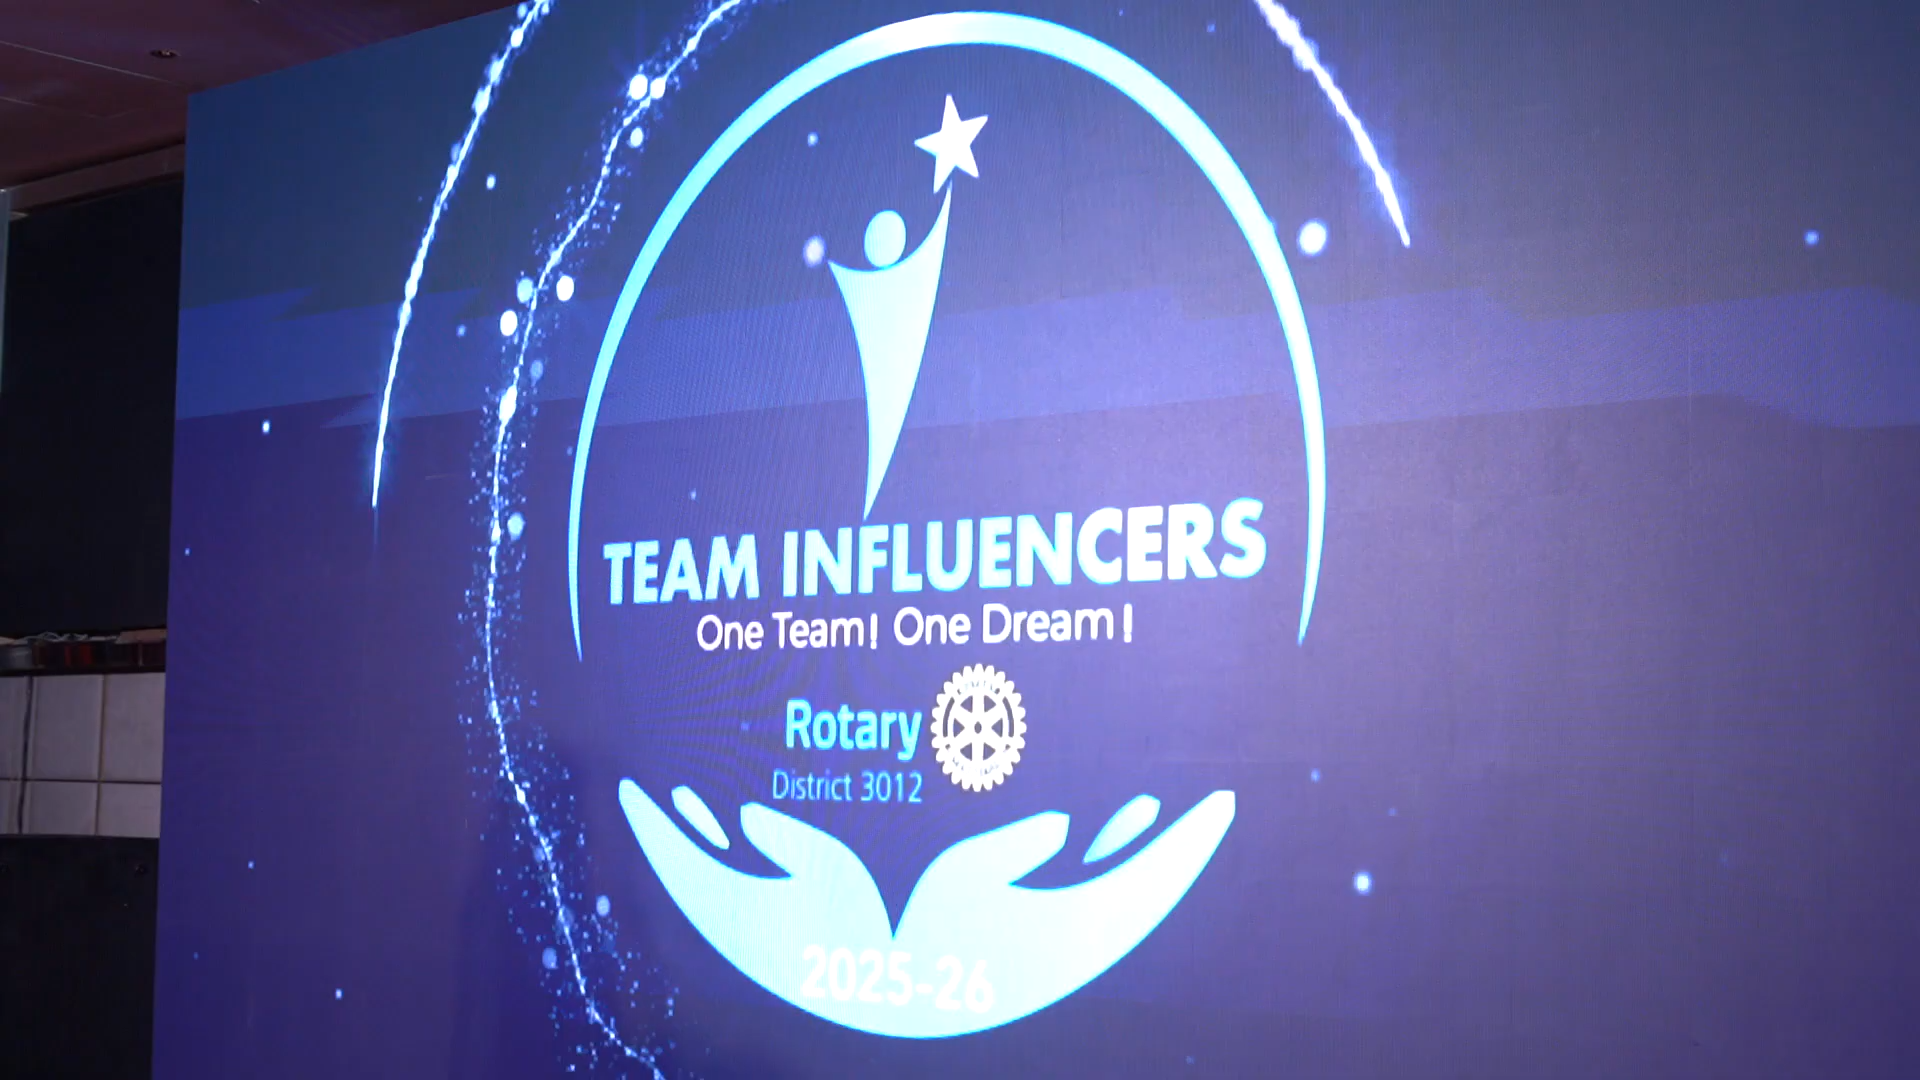 TEAM INFLUENCERS
One Team! One Dream!
Rotary
District 3012
2025-26